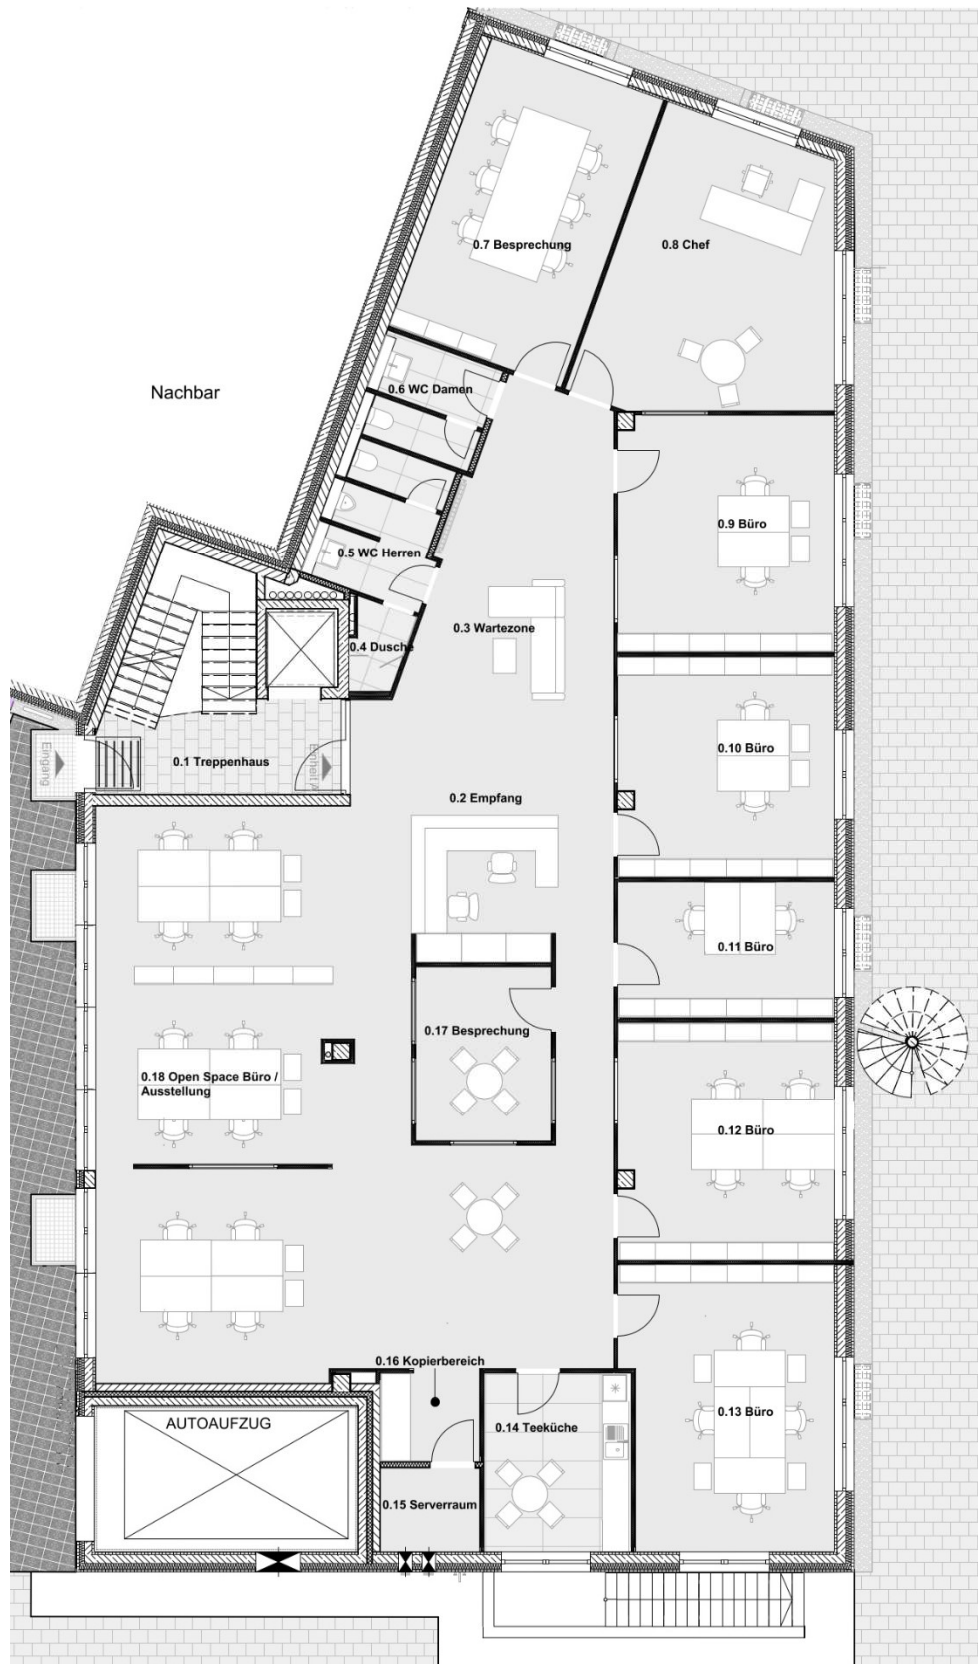 0.7 Besprechung
0.8 Chef
Nachbar
0.6 WC Damen
0.9 Büro
0.5 WC Herren
0.3 Wartezone
0.4 Dusche
0.10 Büro
Eingang
0.1 Treppenhaus
Einheit A
0.2 Empfang
0.11 Büro
0.17 Besprechung
0.18 Open Space Büro /
Ausstellung
0.12 Büro
0.16 Kopierbereich
0.13 Büro
AUTOAUFZUG
0.14 Teeküche
0.15 Serverraum